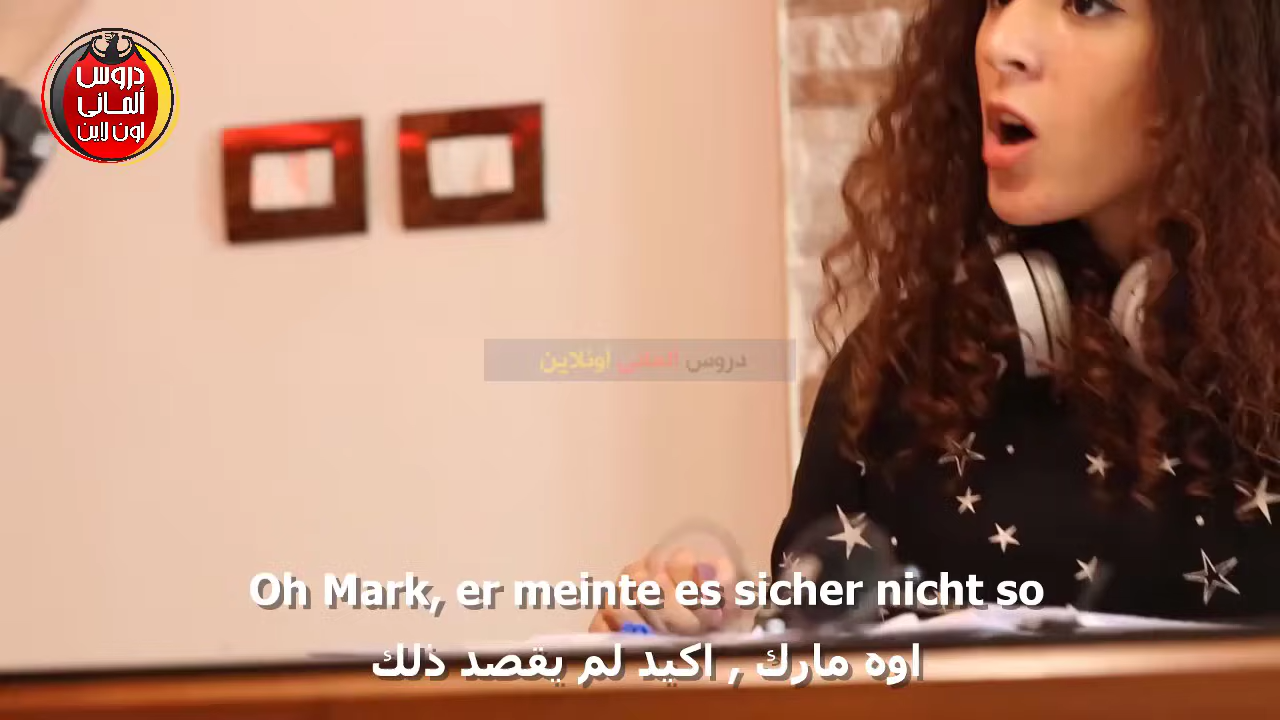 دروس
ألماني
اون لاين
دروس ألماني أونلاين
Oh Mark, er meinte es sicher nicht so
اوه مارك , اكيد لم يقصد ذلك